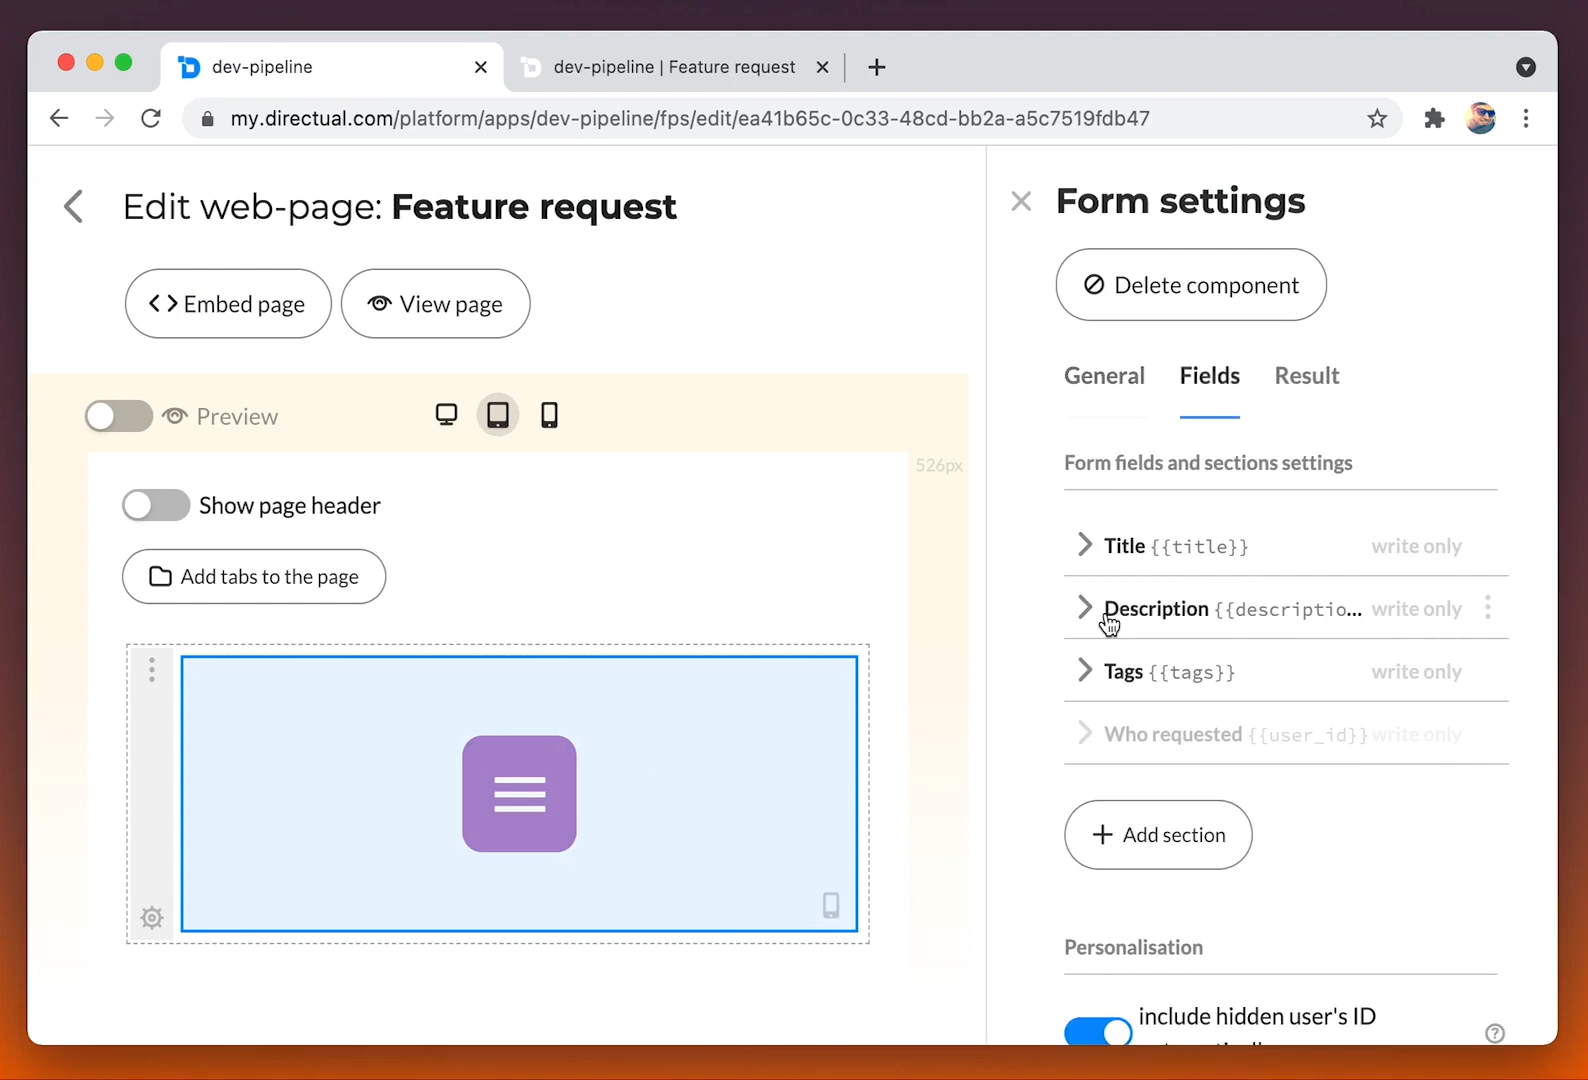 dev-pipeline
dev-pipeline | Feature request
my.directual.com/platform/apps/dev-pipeline/fps/edit/ea41b65c-0c33-48cd-bb2a-a5c7519fdb47
Edit web-page: Feature request
Embed page
View page
Preview
526px
Show page header
Add tabs to the page
Form settings
Delete component
General Fields Result
Form fields and sections settings
Title {{title}} write only
Description {{descriptio... write only
Tags {{tags}} write only
Who requested {{user_id}} write only
+ Add section
Personalisation
include hidden user's ID